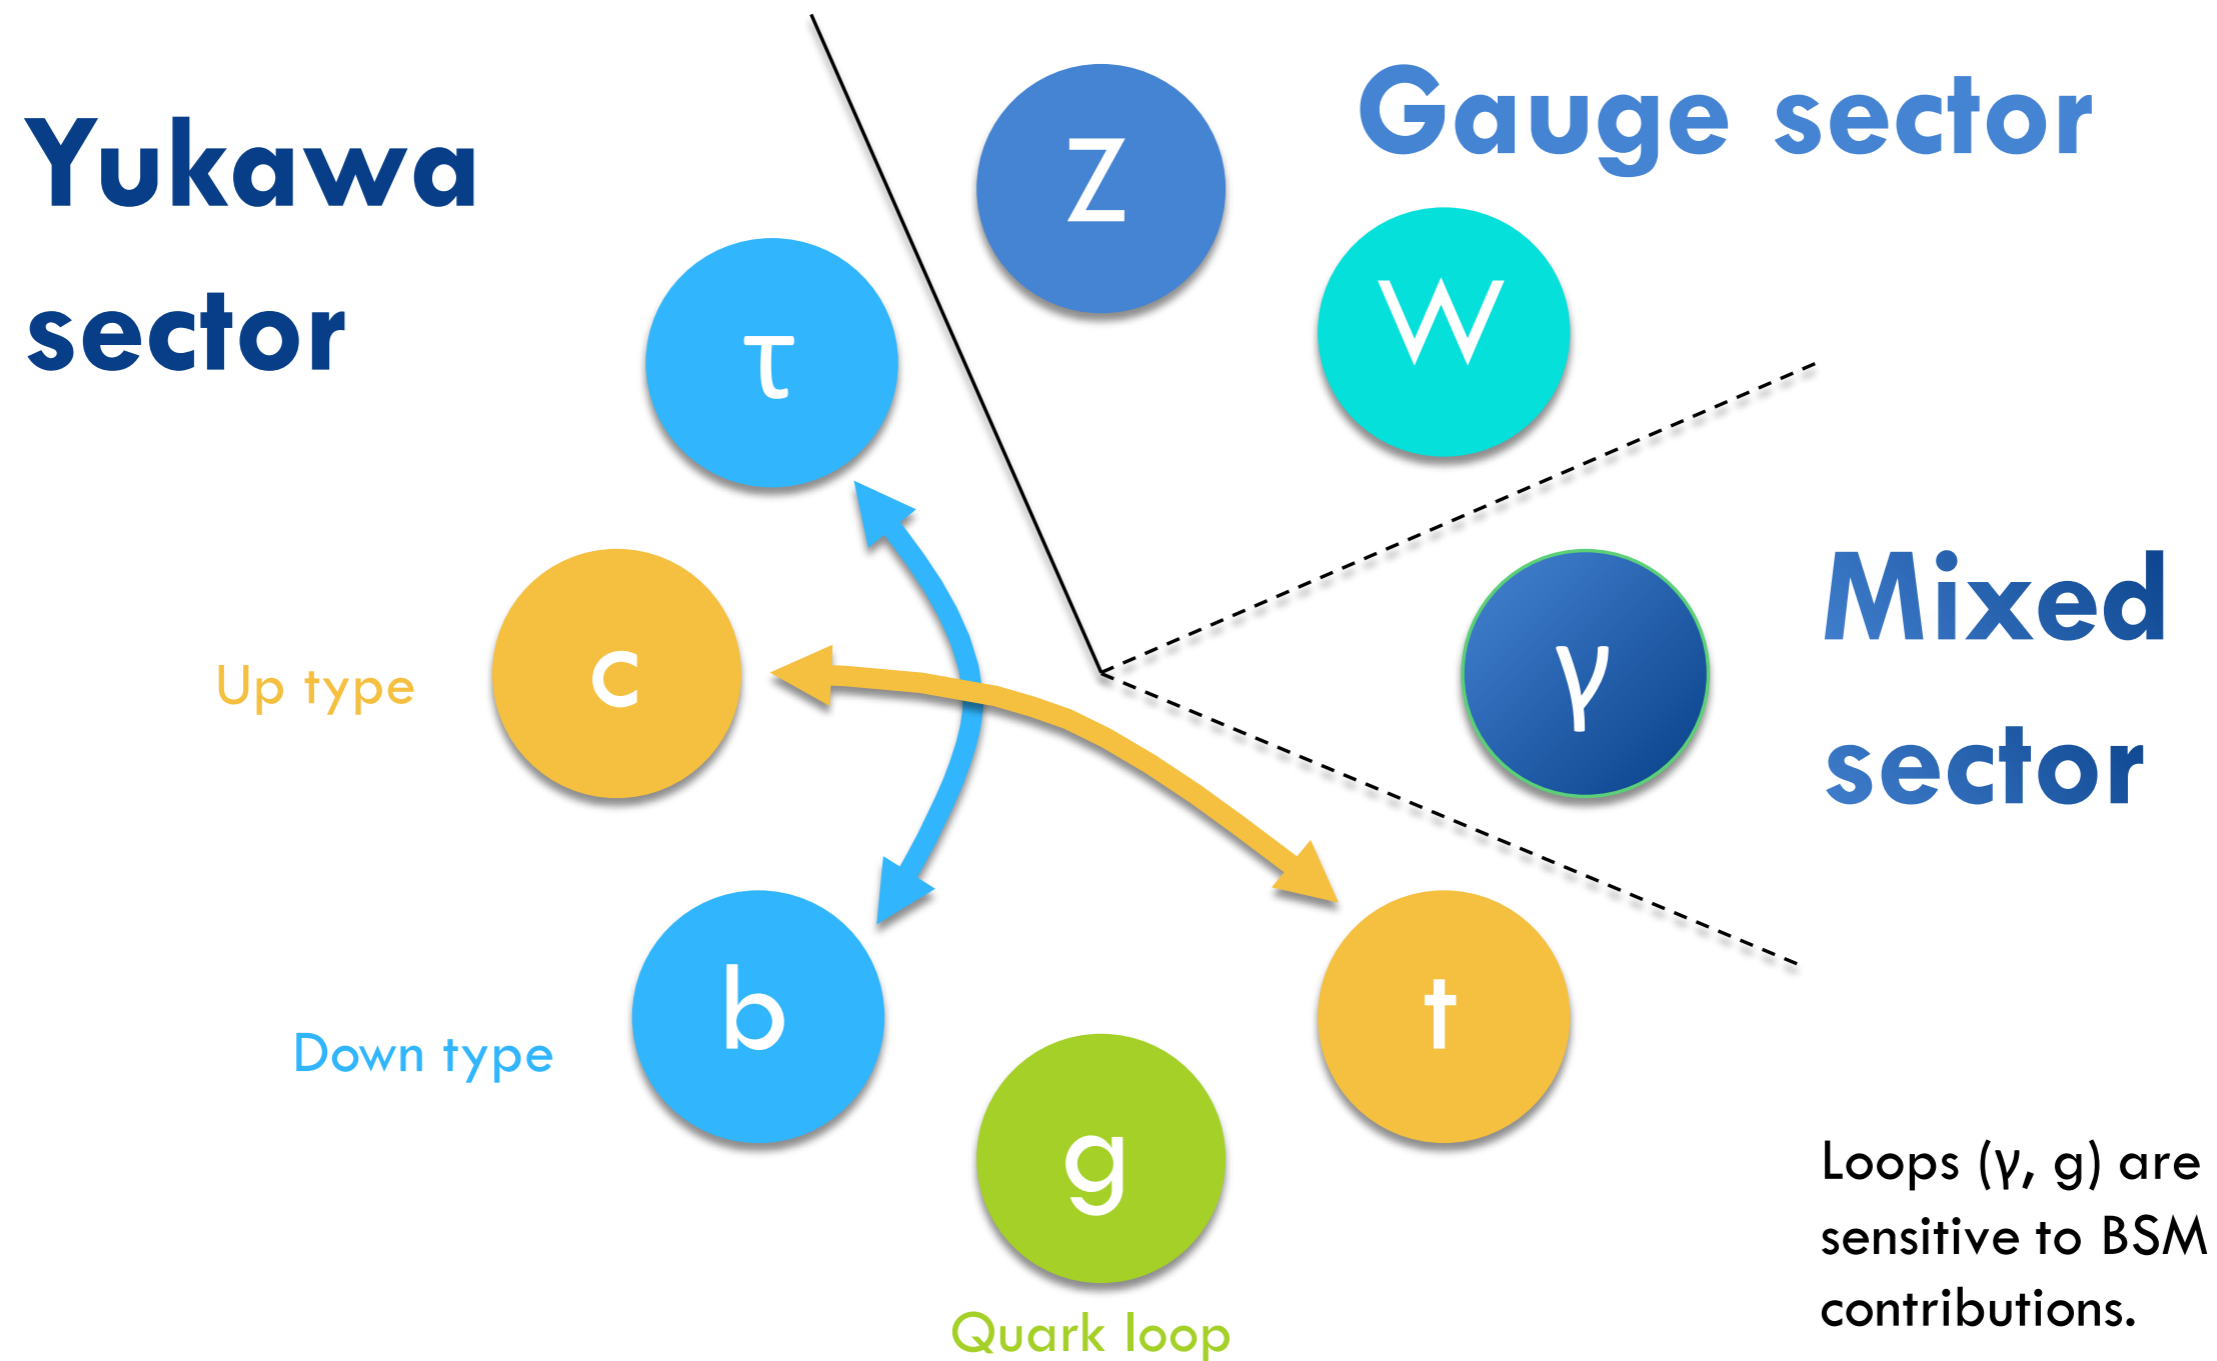 Yukawa
sector
Gauge sector
Z
W
τ
Mixed
sector
γ
Up type
c
Down type
b
t
g
Quark loop
Loops (γ, g) are
sensitive to BSM
contributions.